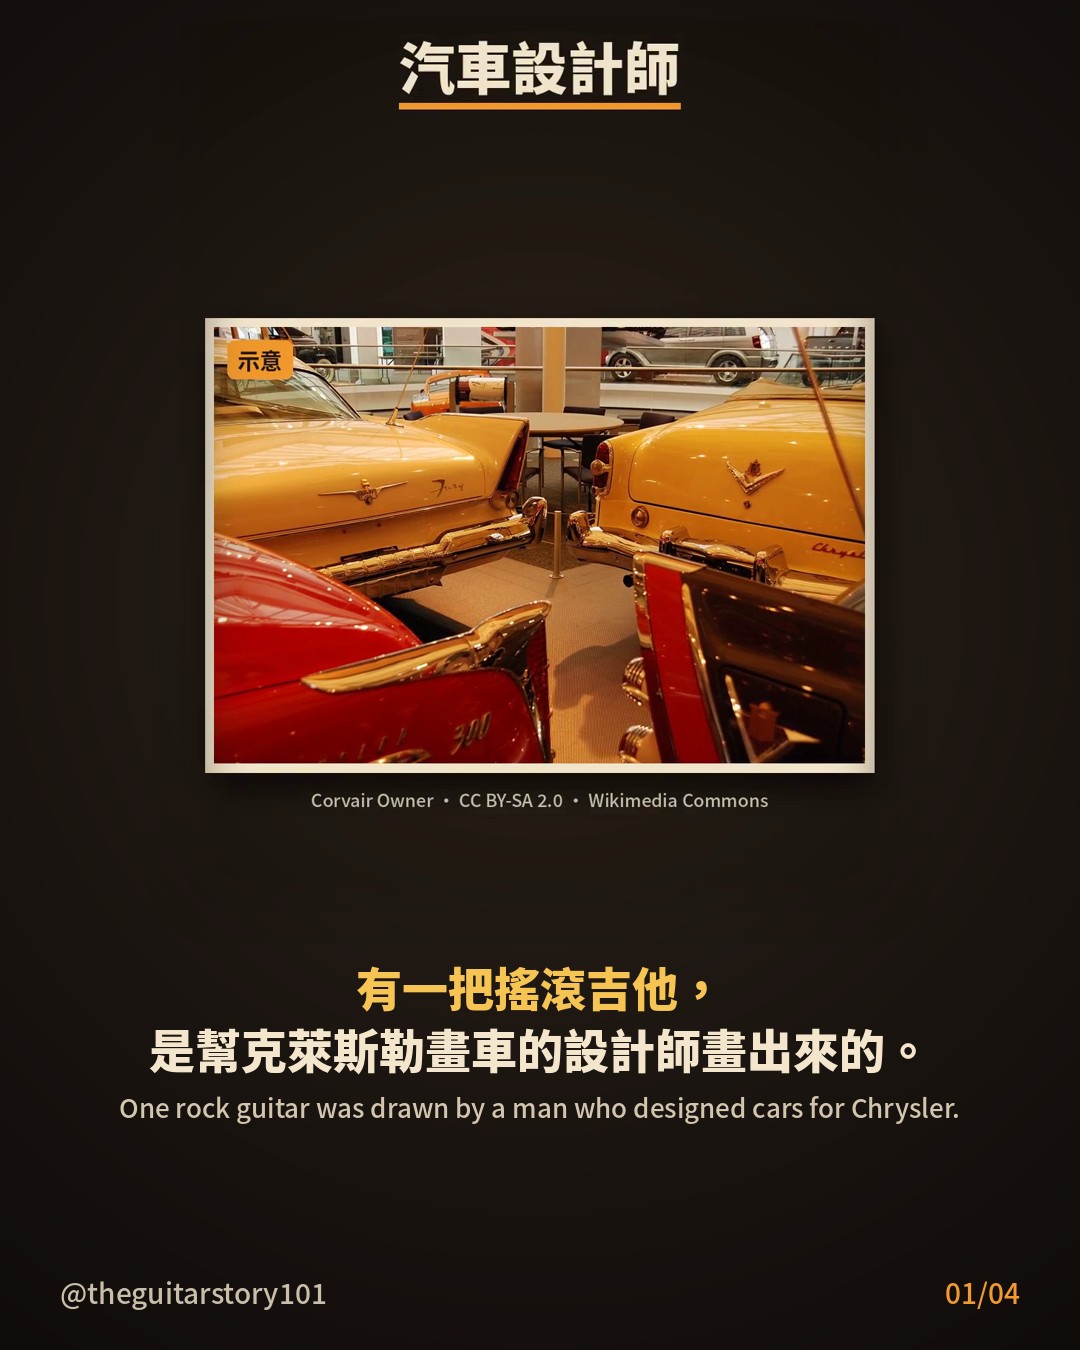 汽車設計師
示意
Fury
300
Corvair Owner • CC BY-SA 2.0 • Wikimedia Commons
有一把搖滾吉他，
是幫克萊斯勒畫車的設計師畫出來的。
One rock guitar was drawn by a man who designed cars for Chrysler.
@theguitarstory101
01/04